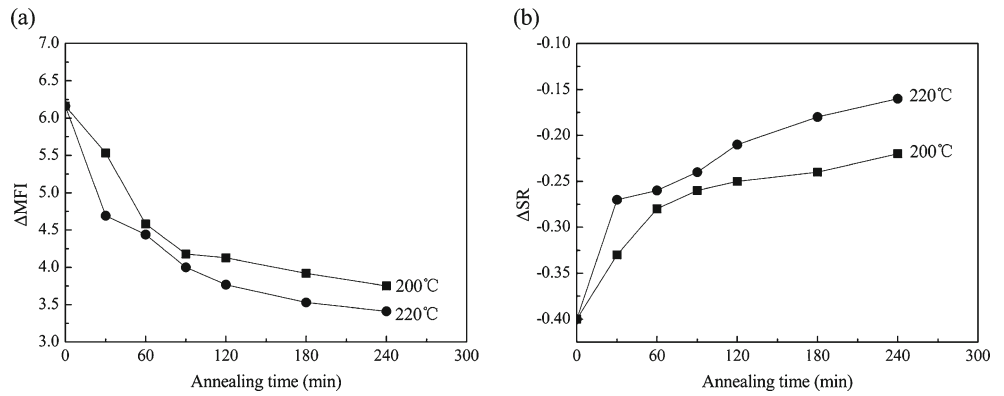 (a)
7.0
6.5
6.0
5.5
5.0
4.5
4.0
3.5
3.0
ΔMFI
200℃
220℃
0 60 120 180 240 300
Annealing time (min)
(b)
-0.10
-0.15
-0.20
-0.25
-0.30
-0.35
-0.40
ΔSR
220℃
200℃
0 60 120 180 240 300
Annealing time (min)